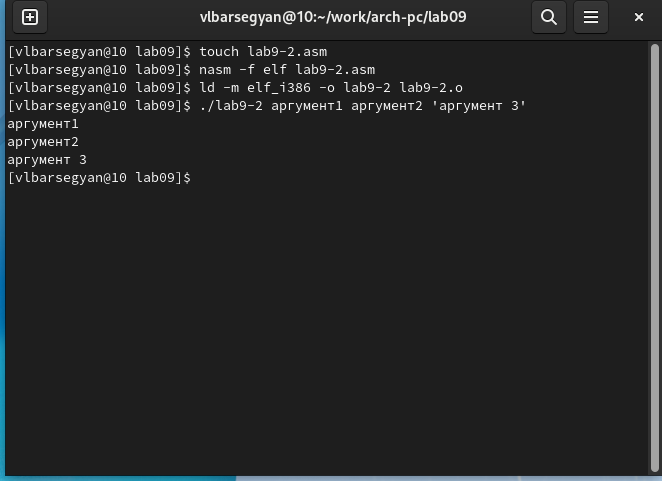 vlbarsegyan@10:~/work/arch-pc/lab09
[vlbarsegyan@10 lab09]$ touch lab9-2.asm
[vlbarsegyan@10 lab09]$ nasm -f elf lab9-2.asm
[vlbarsegyan@10 lab09]$ ld -m elf_i386 -o lab9-2 lab9-2.o
[vlbarsegyan@10 lab09]$ ./lab9-2 аргумент1 аргумент2 'аргумент 3'
аргумент1
аргумент2
аргумент 3
[vlbarsegyan@10 lab09]$